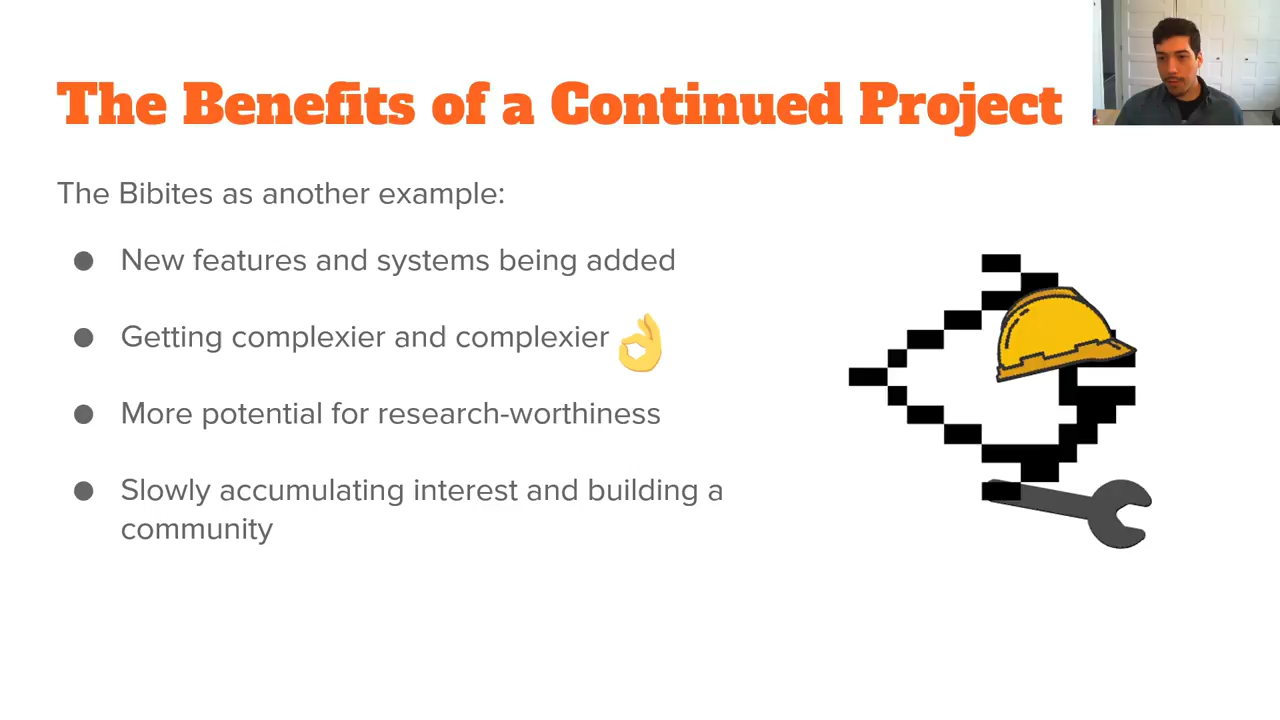 The Benefits of a Continued Project
The Bibites as another example:
● New features and systems being added
● Getting complexier and complexier 👌
● More potential for research-worthiness
● Slowly accumulating interest and building a
community